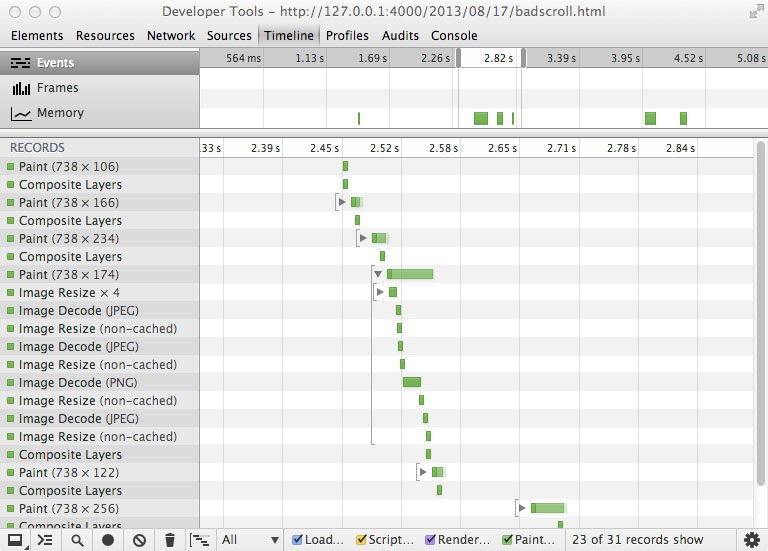 Developer Tools - http://127.0.0.1:4000/2013/08/17/badscroll.html
Elements Resources Network Sources Timeline Profiles Audits Console
Events
564 ms 1.13 s 1.69 s 2.26 s 2.82 s 3.39 s 3.95 s 4.52 s 5.08 s
Frames
Memory
RECORDS
.33 s 2.39 s 2.45 s 2.52 s 2.58 s 2.65 s 2.71 s 2.78 s 2.84 s
Paint (738 × 106)
Composite Layers
Paint (738 × 166)
Composite Layers
Paint (738 × 234)
Composite Layers
Paint (738 × 174)
Image Resize × 4
Image Decode (JPEG)
Image Resize (non-cached)
Image Decode (JPEG)
Image Resize (non-cached)
Image Decode (PNG)
Image Resize (non-cached)
Image Decode (JPEG)
Image Resize (non-cached)
Composite Layers
Paint (738 × 122)
Composite Layers
Paint (738 × 256)
Composite Layers
All Load... Script... Render... Paint... 23 of 31 records show